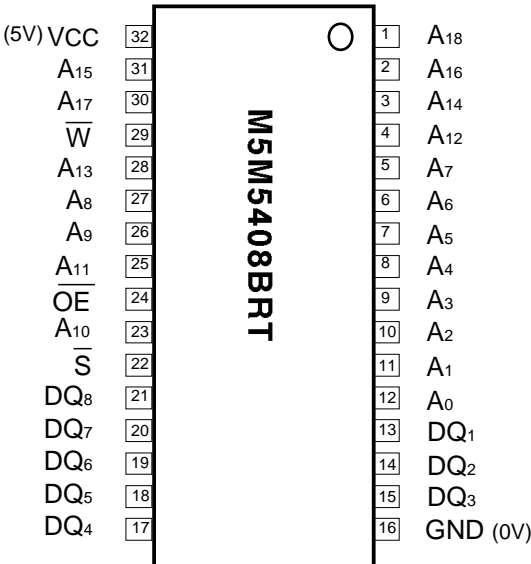 (5V) VCC 32 1 A18
A15 31 2 A16
A17 30 3 A14
W̅ 29 4 A12
A13 28 5 A7
A8 27 6 A6
A9 26 7 A5
A11 25 8 A4
O̅E̅ 24 9 A3
A10 23 10 A2
S̅ 22 11 A1
DQ8 21 12 A0
DQ7 20 13 DQ1
DQ6 19 14 DQ2
DQ5 18 15 DQ3
DQ4 17 16 GND (0V)
M5M5408BRT